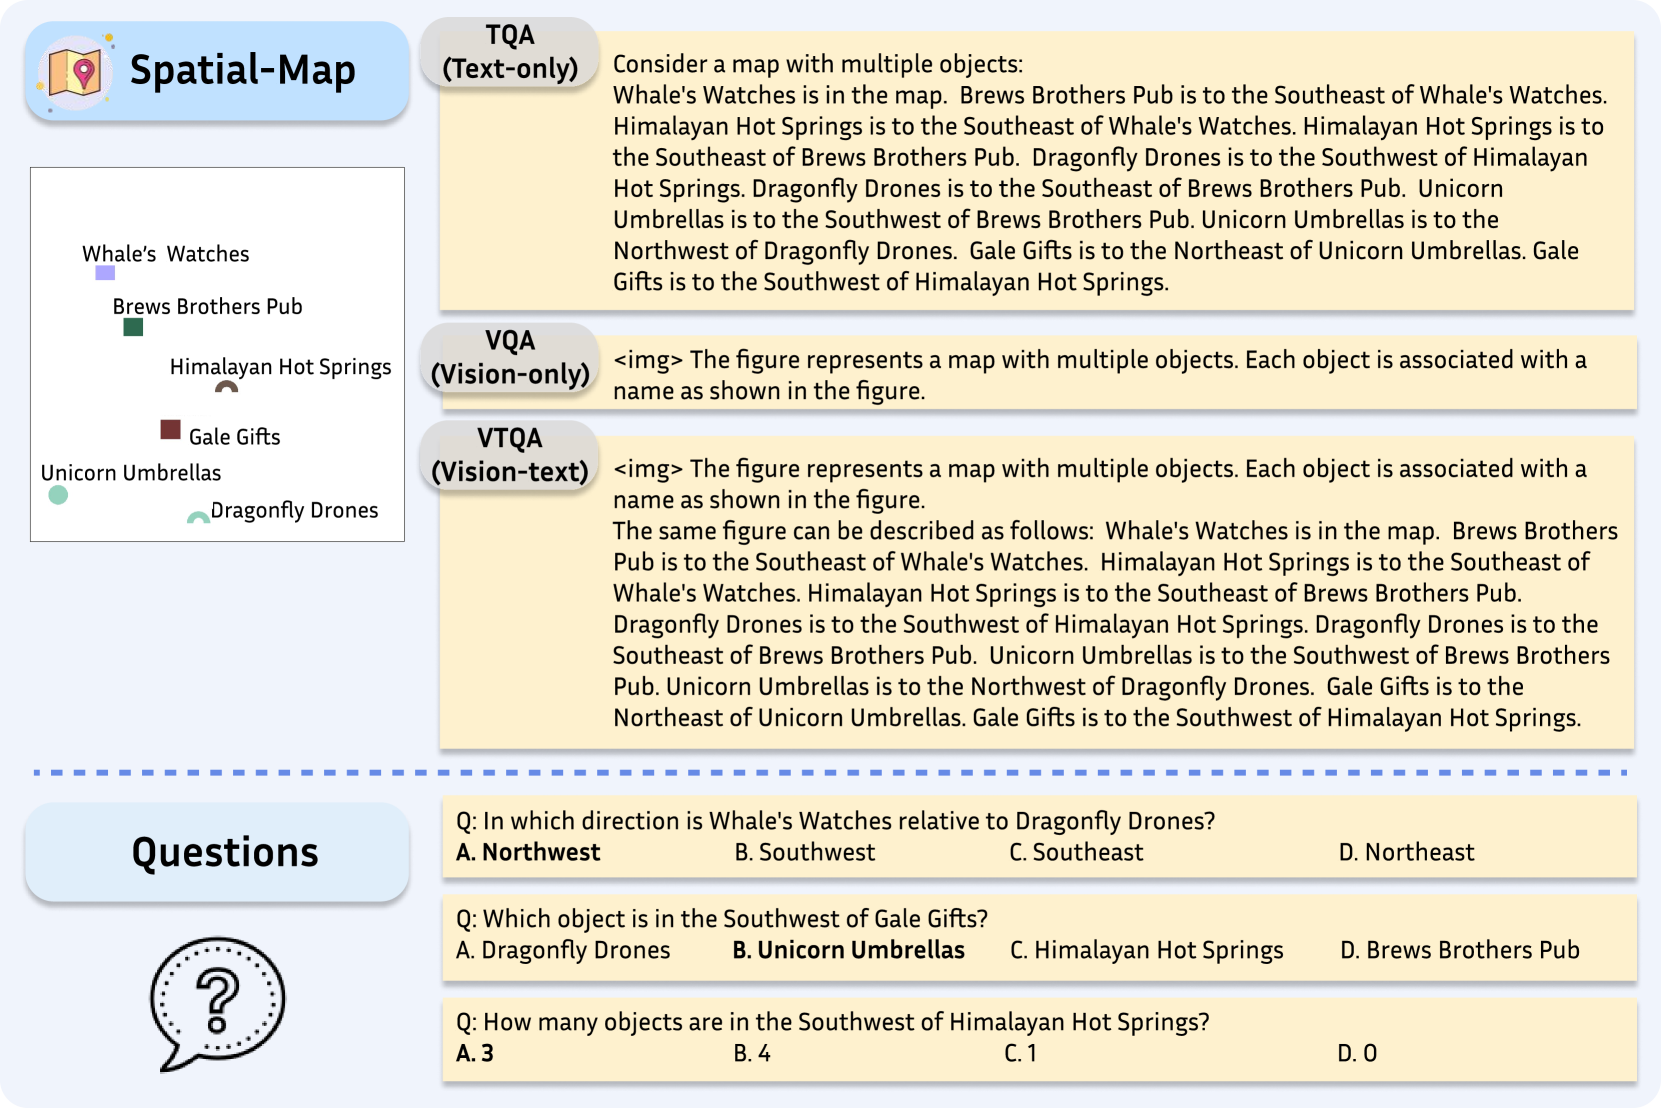 Spatial-Map
Whale's  Watches
Brews Brothers Pub
Himalayan Hot Springs
Gale Gifts
Unicorn Umbrellas
Dragonfly Drones
TQA
(Text-only)
Consider a map with multiple objects:
Whale's Watches is in the map.  Brews Brothers Pub is to the Southeast of Whale's Watches.
Himalayan Hot Springs is to the Southeast of Whale's Watches. Himalayan Hot Springs is to
the Southeast of Brews Brothers Pub.  Dragonfly Drones is to the Southwest of Himalayan
Hot Springs. Dragonfly Drones is to the Southeast of Brews Brothers Pub.  Unicorn
Umbrellas is to the Southwest of Brews Brothers Pub. Unicorn Umbrellas is to the
Northwest of Dragonfly Drones.  Gale Gifts is to the Northeast of Unicorn Umbrellas. Gale
Gifts is to the Southwest of Himalayan Hot Springs.
VQA
(Vision-only)
<img> The figure represents a map with multiple objects. Each object is associated with a
name as shown in the figure.
VTQA
(Vision-text)
<img> The figure represents a map with multiple objects. Each object is associated with a
name as shown in the figure.
The same figure can be described as follows:  Whale's Watches is in the map.  Brews Brothers
Pub is to the Southeast of Whale's Watches.  Himalayan Hot Springs is to the Southeast of
Whale's Watches. Himalayan Hot Springs is to the Southeast of Brews Brothers Pub.
Dragonfly Drones is to the Southwest of Himalayan Hot Springs. Dragonfly Drones is to the
Southeast of Brews Brothers Pub.  Unicorn Umbrellas is to the Southwest of Brews Brothers
Pub. Unicorn Umbrellas is to the Northwest of Dragonfly Drones.  Gale Gifts is to the
Northeast of Unicorn Umbrellas. Gale Gifts is to the Southwest of Himalayan Hot Springs.
Questions
?
Q: In which direction is Whale's Watches relative to Dragonfly Drones?
A. Northwest B. Southwest C. Southeast D. Northeast
Q: Which object is in the Southwest of Gale Gifts?
A. Dragonfly Drones B. Unicorn Umbrellas C. Himalayan Hot Springs D. Brews Brothers Pub
Q: How many objects are in the Southwest of Himalayan Hot Springs?
A. 3 B. 4 C. 1 D. 0